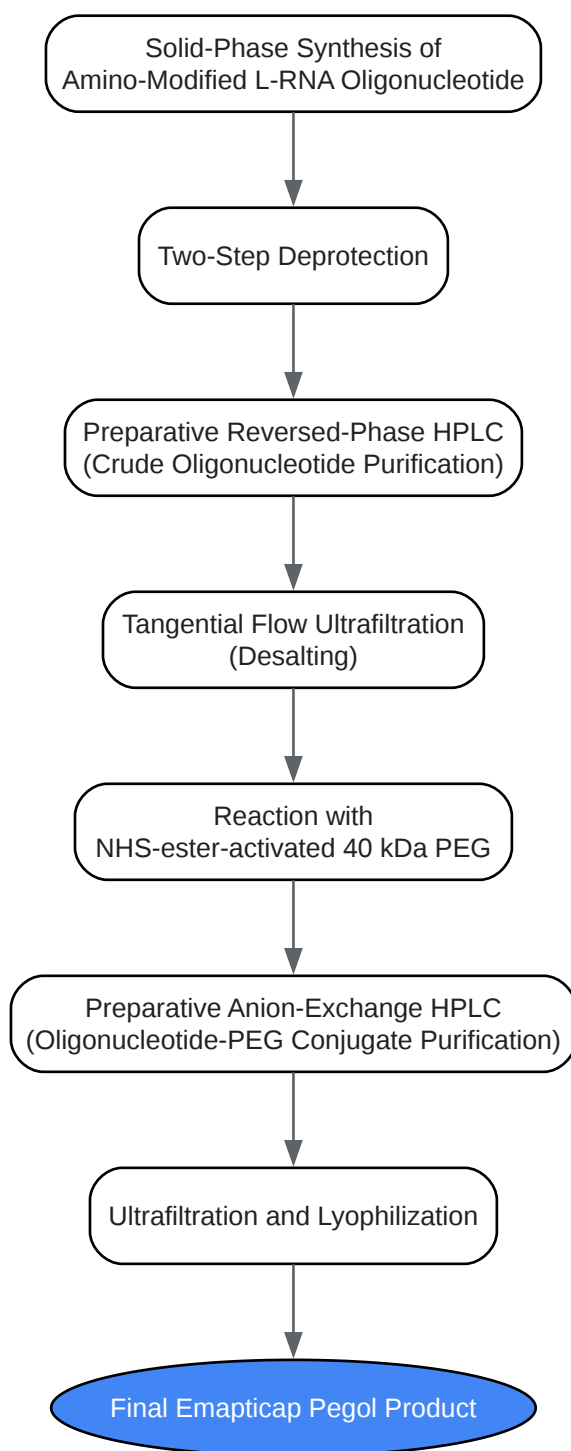 Solid-Phase Synthesis of
Amino-Modified L-RNA Oligonucleotide
Two-Step Deprotection
Preparative Reversed-Phase HPLC
(Crude Oligonucleotide Purification)
Tangential Flow Ultrafiltration
(Desalting)
Reaction with
NHS-ester-activated 40 kDa PEG
Preparative Anion-Exchange HPLC
(Oligonucleotide-PEG Conjugate Purification)
Ultrafiltration and Lyophilization
Final Emapticap Pegol Product